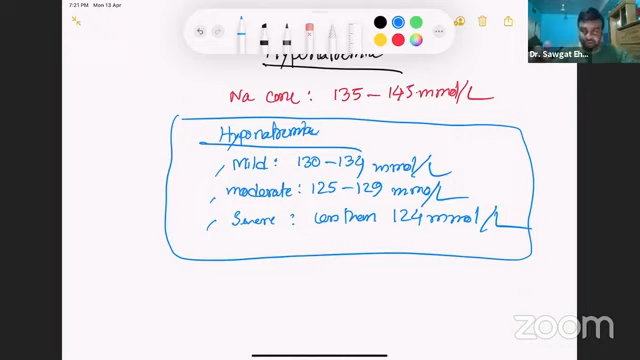 7:21 PM Mon 13 Apr
Dr. Sawgat Eh...
Hyponatremia
Na conc: 135 – 145 mmol/L
Hyponatremia
Mild: 130 – 134 mmol/L
moderate: 125 – 129 mmol/L
Severe: less than 124 mmol/L
zoom